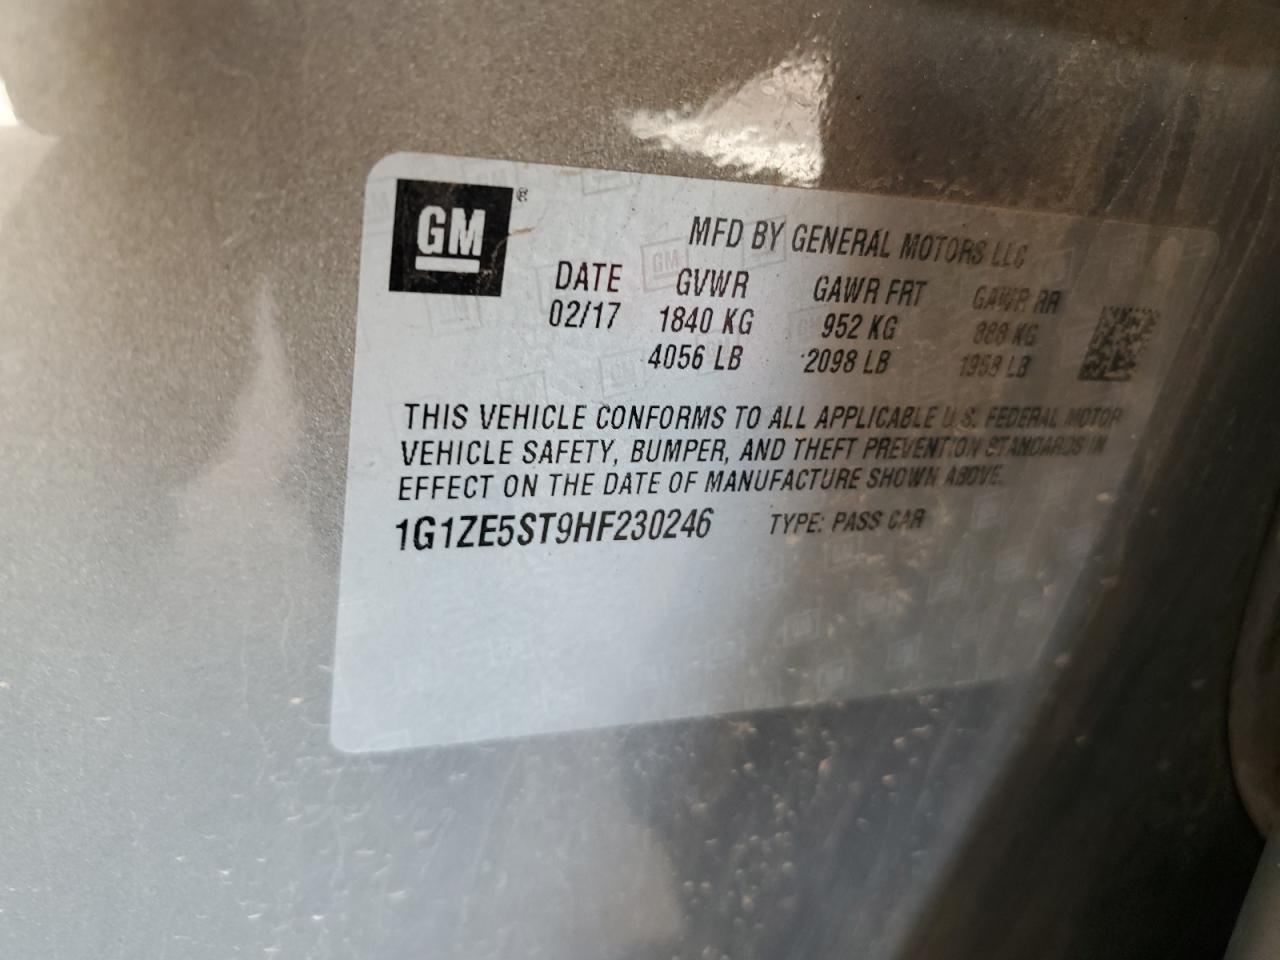 GM ®
MFD BY GENERAL MOTORS LLC
DATE GVWR GAWR FRT GAWR RR
02/17 1840 KG 952 KG 888 KG
4056 LB 2098 LB 1958 LB
THIS VEHICLE CONFORMS TO ALL APPLICABLE U.S. FEDERAL MOTOR
VEHICLE SAFETY, BUMPER, AND THEFT PREVENTION STANDARDS IN
EFFECT ON THE DATE OF MANUFACTURE SHOWN ABOVE.
1G1ZE5ST9HF230246 TYPE: PASS CAR